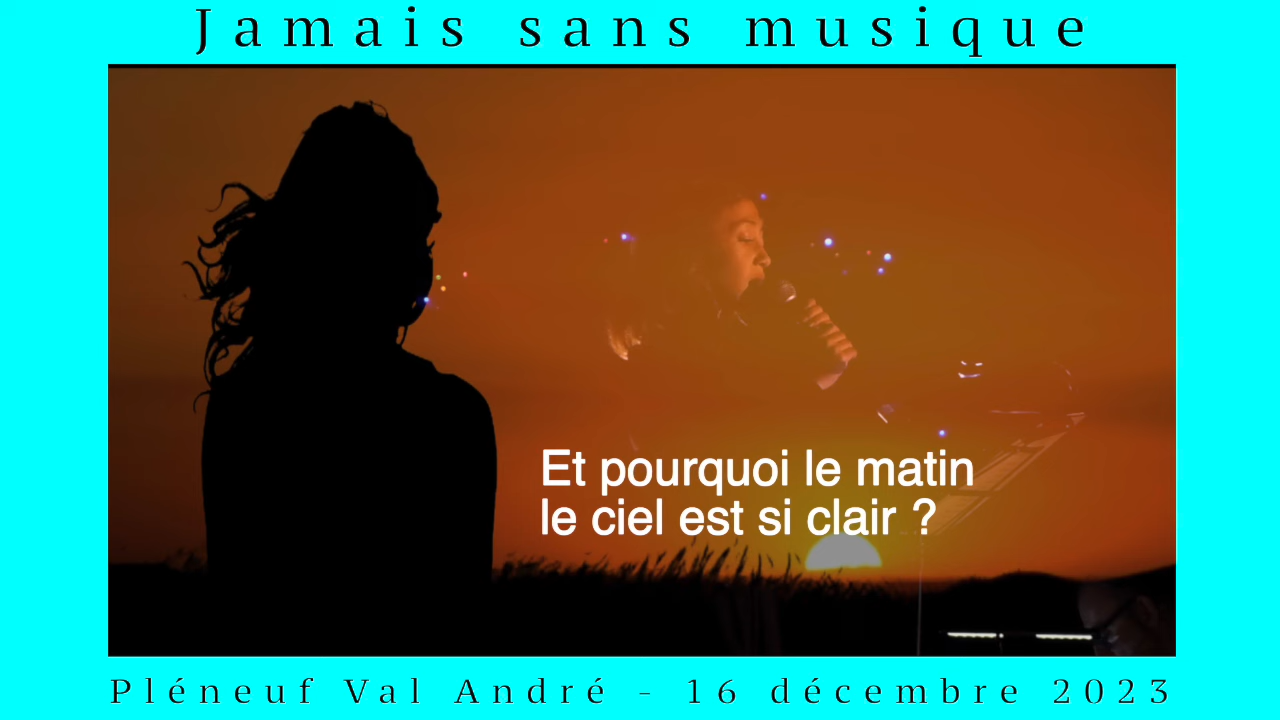 Jamais sans musique
Et pourquoi le matin
le ciel est si clair ?
Pléneuf Val André - 16 décembre 2023